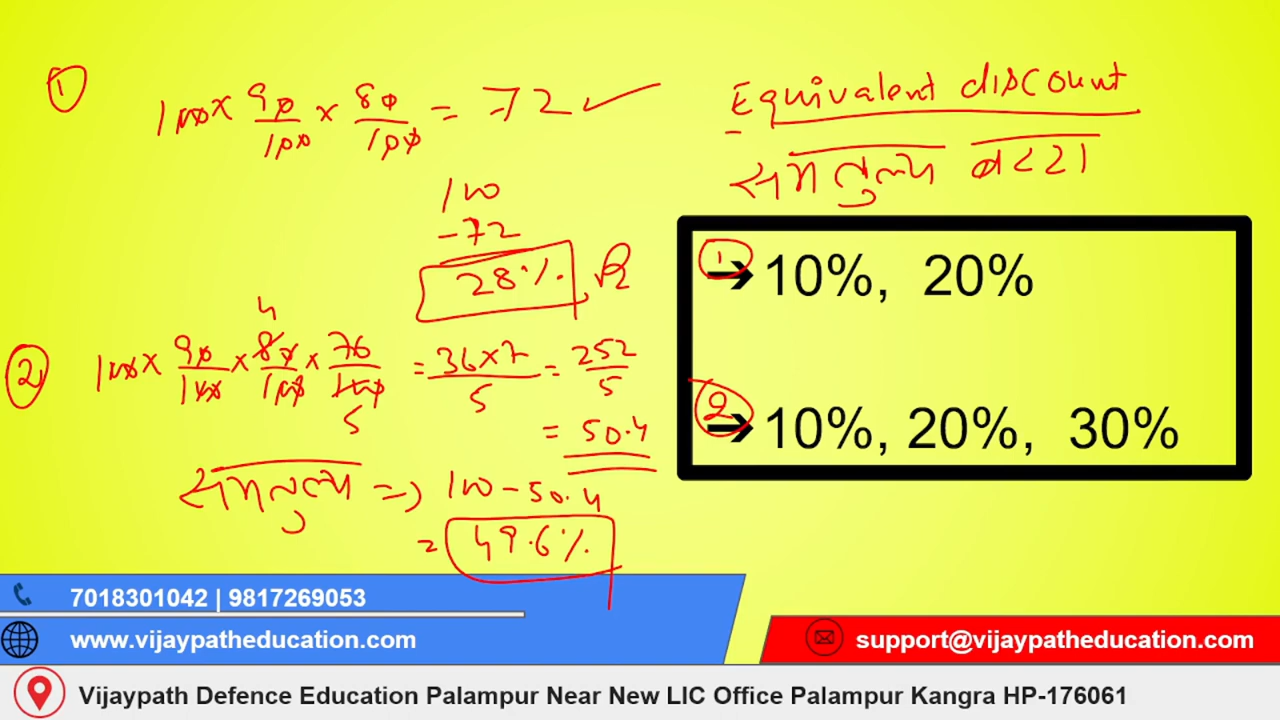 ① 100 × 90/100 × 80/100 = 72 ✓
100
-72
28%
Equivalent discount
समतुल्य बट्टा
① ➔ 10%, 20%
② ➔ 10%, 20%, 30%
② 100 × 90/100 × 80/100 × 70/100 = 36×7/5 = 252/5
4
5
= 50.4
समतुल्य => 100 - 50.4
= 49.6%
7018301042 | 9817269053
www.vijaypatheducation.com
support@vijaypatheducation.com
Vijaypath Defence Education Palampur Near New LIC Office Palampur Kangra HP-176061